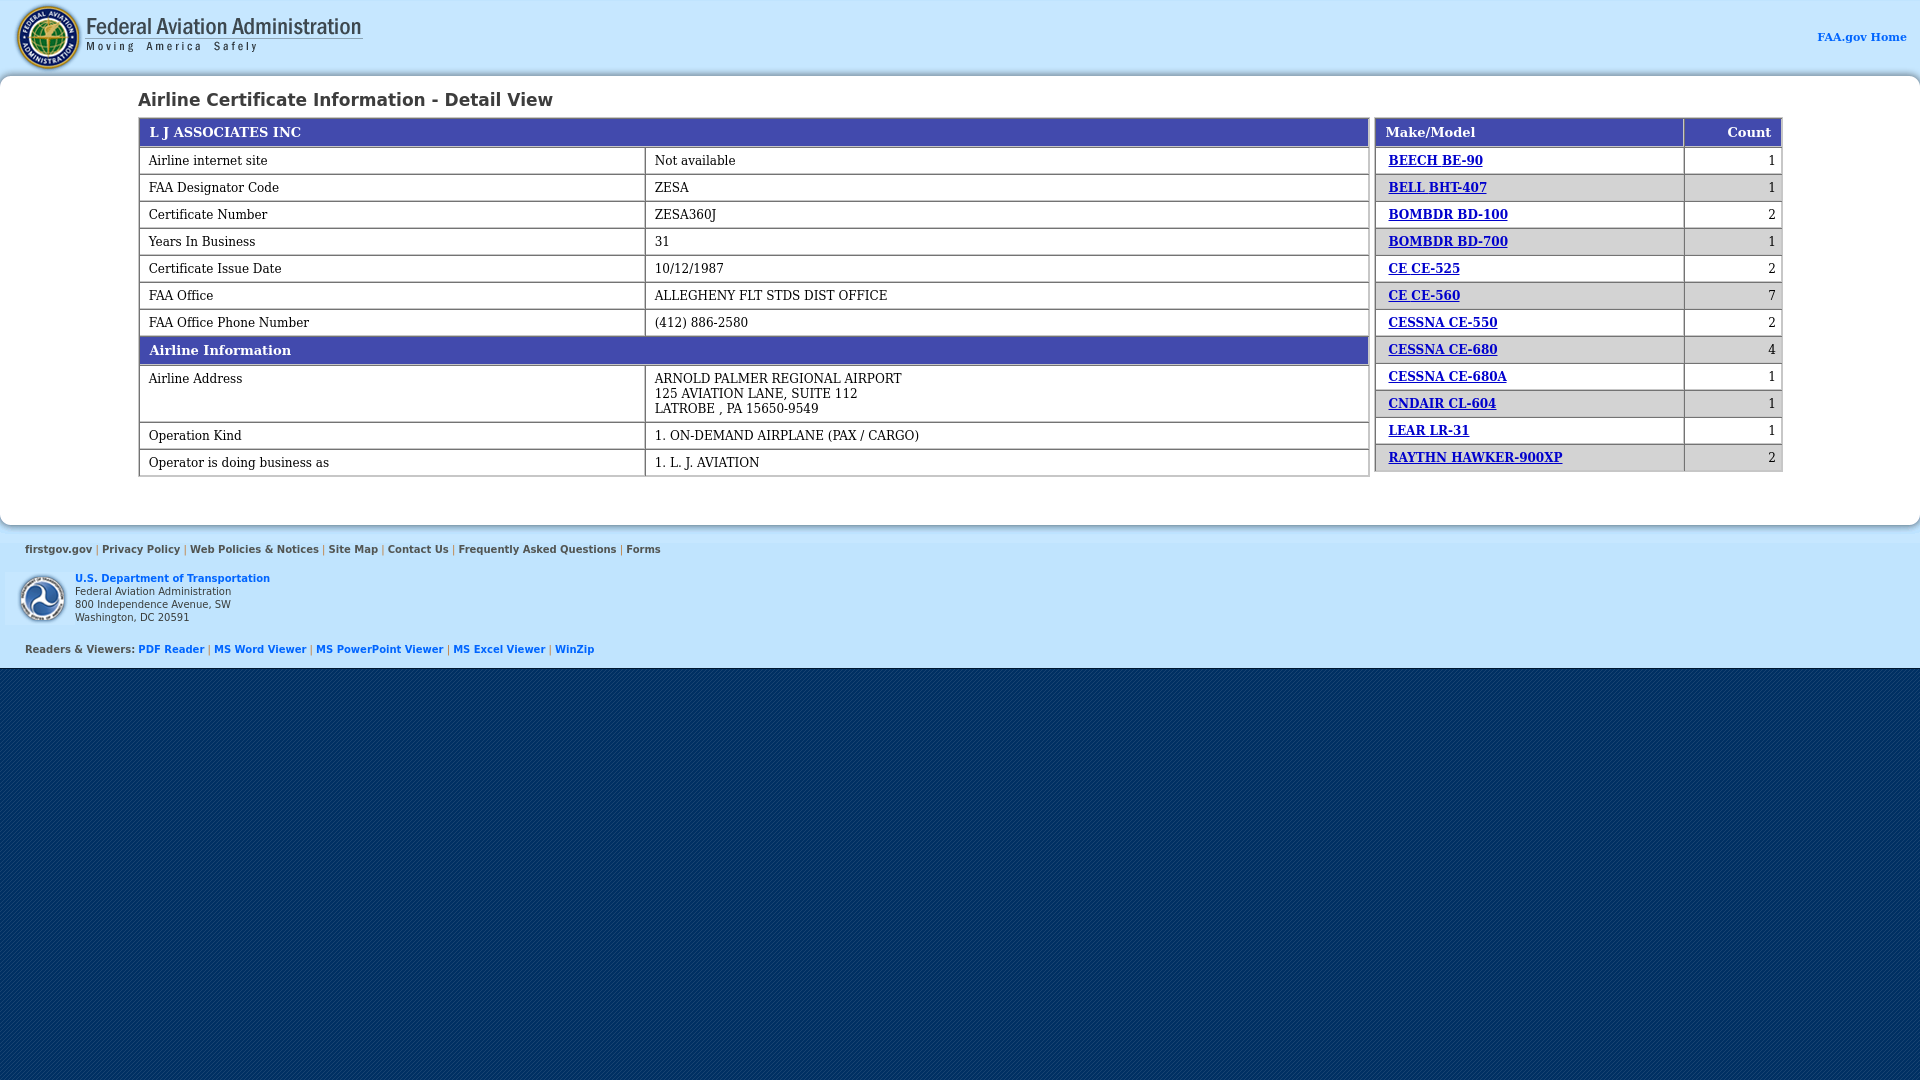 Federal Aviation Administration
Moving America Safely
FAA.gov Home
Airline Certificate Information - Detail View
L J ASSOCIATES INC
Airline internet site Not available
FAA Designator Code ZESA
Certificate Number ZESA360J
Years In Business 31
Certificate Issue Date 10/12/1987
FAA Office ALLEGHENY FLT STDS DIST OFFICE
FAA Office Phone Number (412) 886-2580
Airline Information
Airline Address ARNOLD PALMER REGIONAL AIRPORT
125 AVIATION LANE, SUITE 112
LATROBE , PA 15650-9549
Operation Kind 1. ON-DEMAND AIRPLANE (PAX / CARGO)
Operator is doing business as 1. L. J. AVIATION
Make/Model Count
BEECH BE-90 1
BELL BHT-407 1
BOMBDR BD-100 2
BOMBDR BD-700 1
CE CE-525 2
CE CE-560 7
CESSNA CE-550 2
CESSNA CE-680 4
CESSNA CE-680A 1
CNDAIR CL-604 1
LEAR LR-31 1
RAYTHN HAWKER-900XP 2
firstgov.gov | Privacy Policy | Web Policies & Notices | Site Map | Contact Us | Frequently Asked Questions | Forms
U.S. Department of Transportation
Federal Aviation Administration
800 Independence Avenue, SW
Washington, DC 20591
Readers & Viewers: PDF Reader | MS Word Viewer | MS PowerPoint Viewer | MS Excel Viewer | WinZip